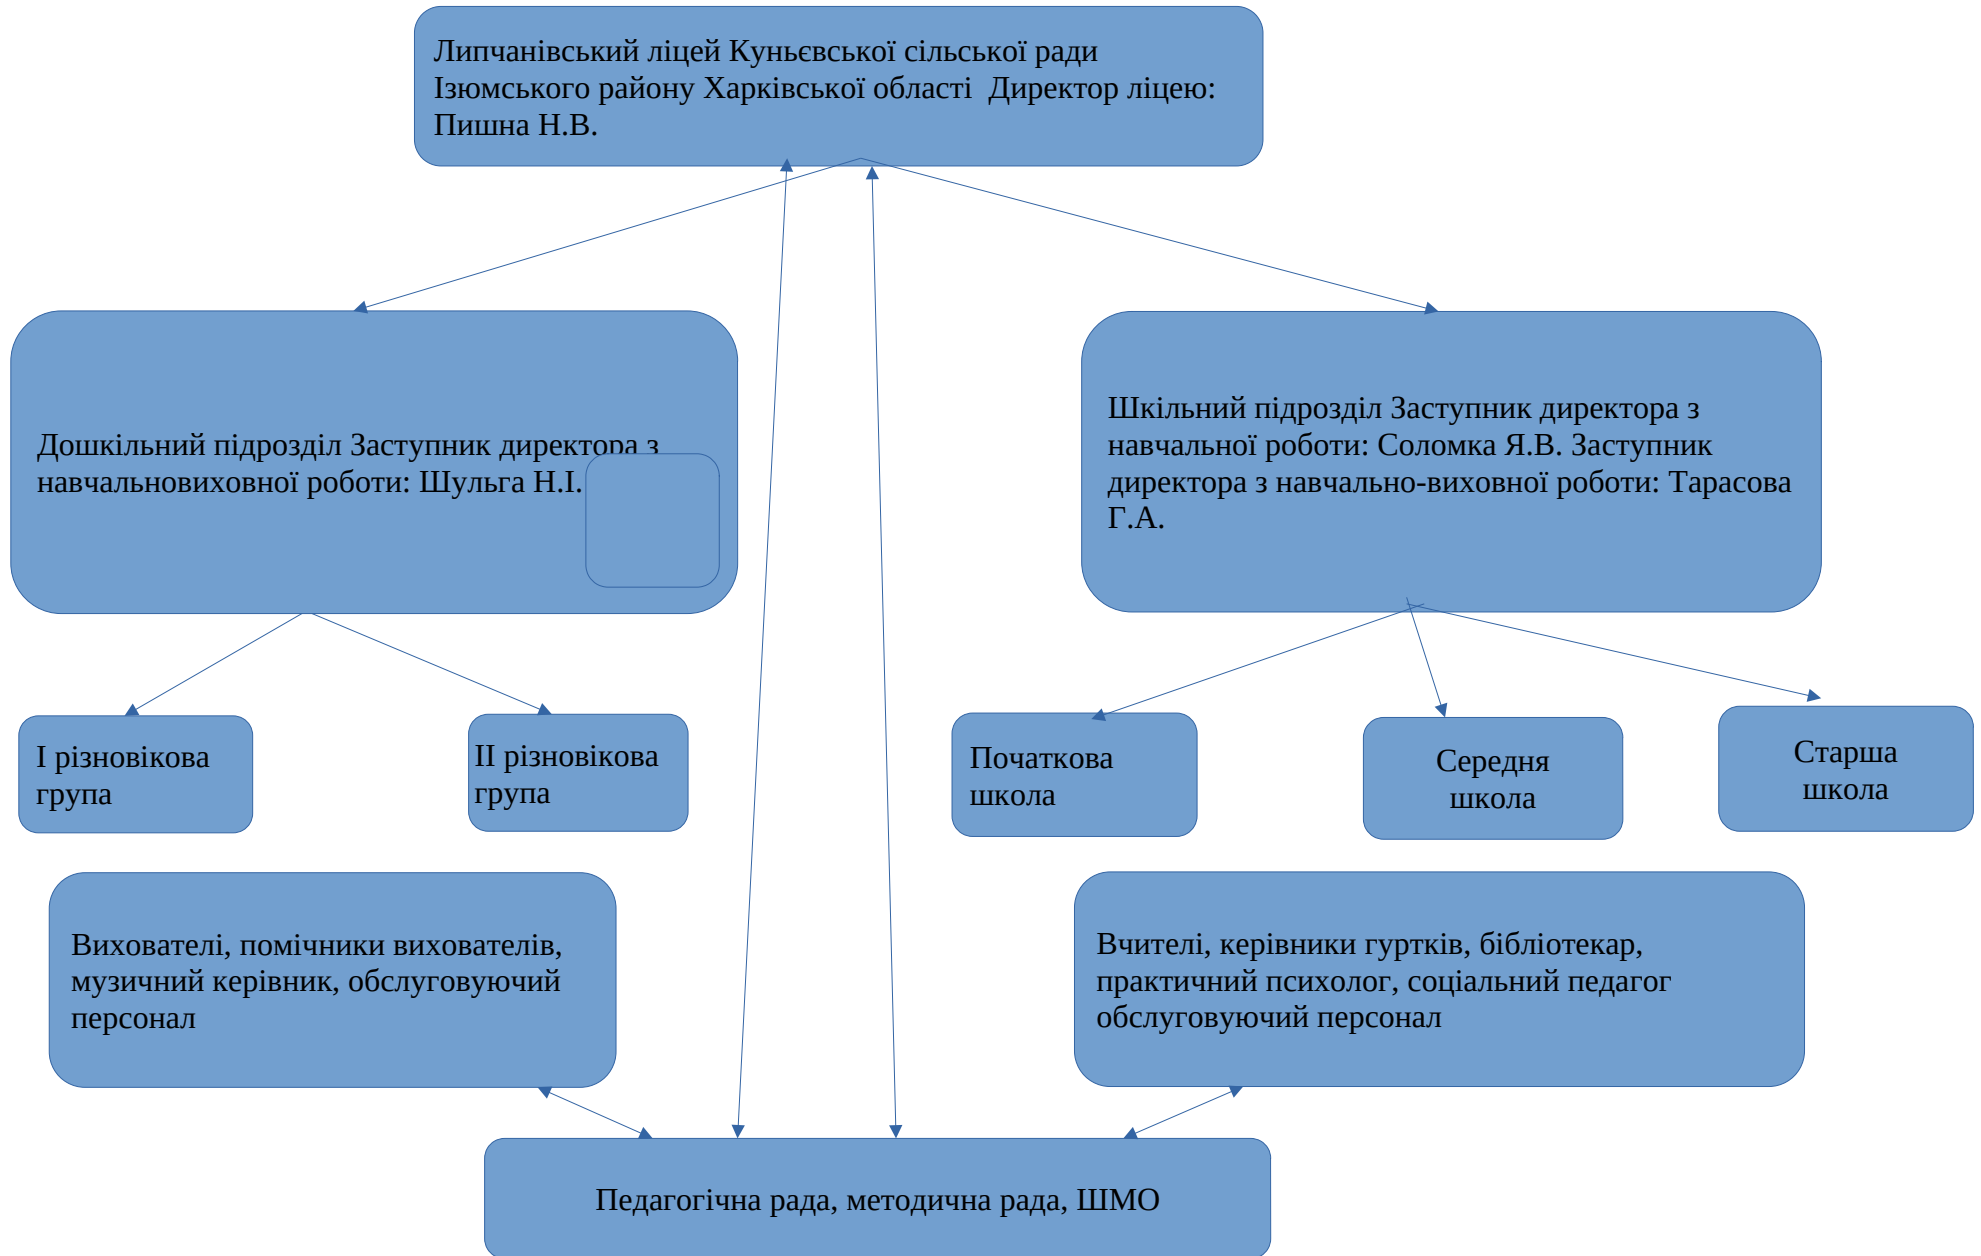 Липчанівський ліцей Куньєвської сільської ради
Ізюмського району Харківської області  Директор ліцею:
Пишна Н.В.
Дошкільний підрозділ Заступник директора з
навчальновиховної роботи: Шульга Н.І.
Шкільний підрозділ Заступник директора з
навчальної роботи: Соломка Я.В. Заступник
директора з навчально-виховної роботи: Тарасова
Г.А.
І різновікова
група
ІІ різновікова
група
Початкова
школа
Середня
школа
Старша
школа
Вихователі, помічники вихователів,
музичний керівник, обслуговуючий
персонал
Вчителі, керівники гуртків, бібліотекар,
практичний психолог, соціальний педагог
обслуговуючий персонал
Педагогічна рада, методична рада, ШМО